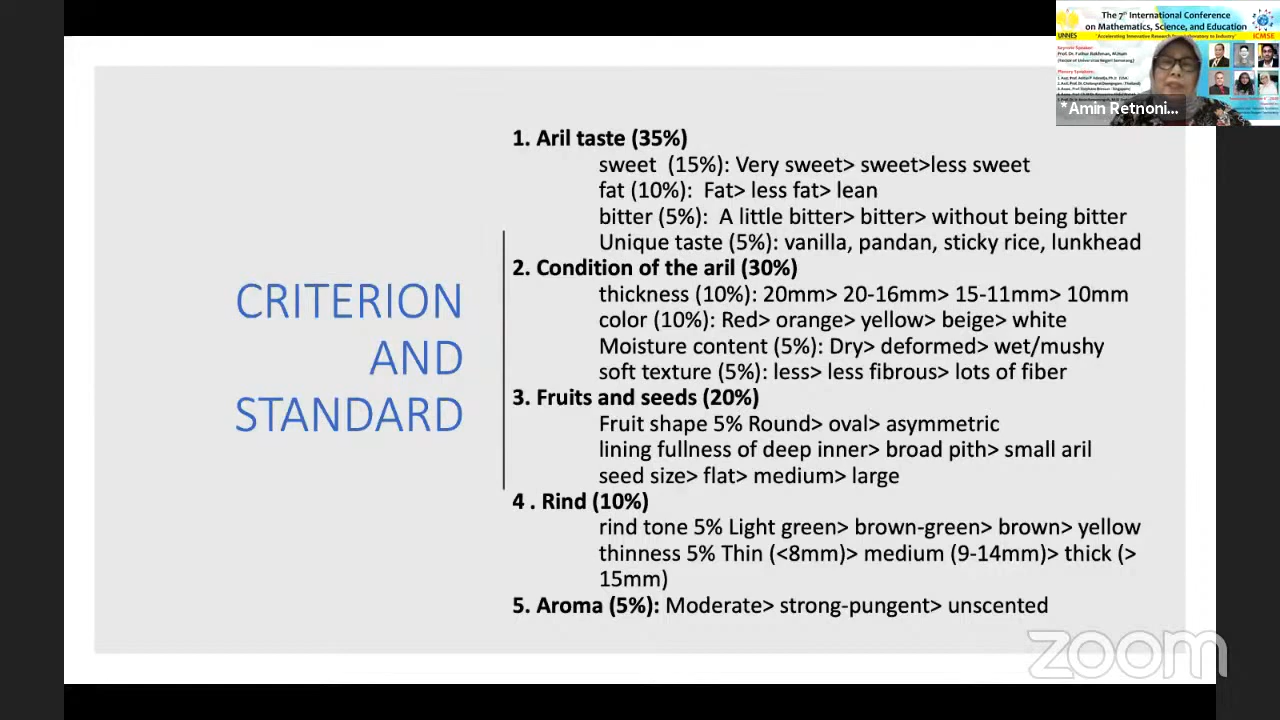 The 7th International Conference
on Mathematics, Science, and Education
UNNES
ICMSE
*Amin Retnoni...
CRITERION
AND
STANDARD
1. Aril taste (35%)
sweet (15%): Very sweet> sweet>less sweet
fat (10%): Fat> less fat> lean
bitter (5%): A little bitter> bitter> without being bitter
Unique taste (5%): vanilla, pandan, sticky rice, lunkhead
2. Condition of the aril (30%)
thickness (10%): 20mm> 20-16mm> 15-11mm> 10mm
color (10%): Red> orange> yellow> beige> white
Moisture content (5%): Dry> deformed> wet/mushy
soft texture (5%): less> less fibrous> lots of fiber
3. Fruits and seeds (20%)
Fruit shape 5% Round> oval> asymmetric
lining fullness of deep inner> broad pith> small aril
seed size> flat> medium> large
4 . Rind (10%)
rind tone 5% Light green> brown-green> brown> yellow
thinness 5% Thin (<8mm)> medium (9-14mm)> thick (>
15mm)
5. Aroma (5%): Moderate> strong-pungent> unscented
zoom